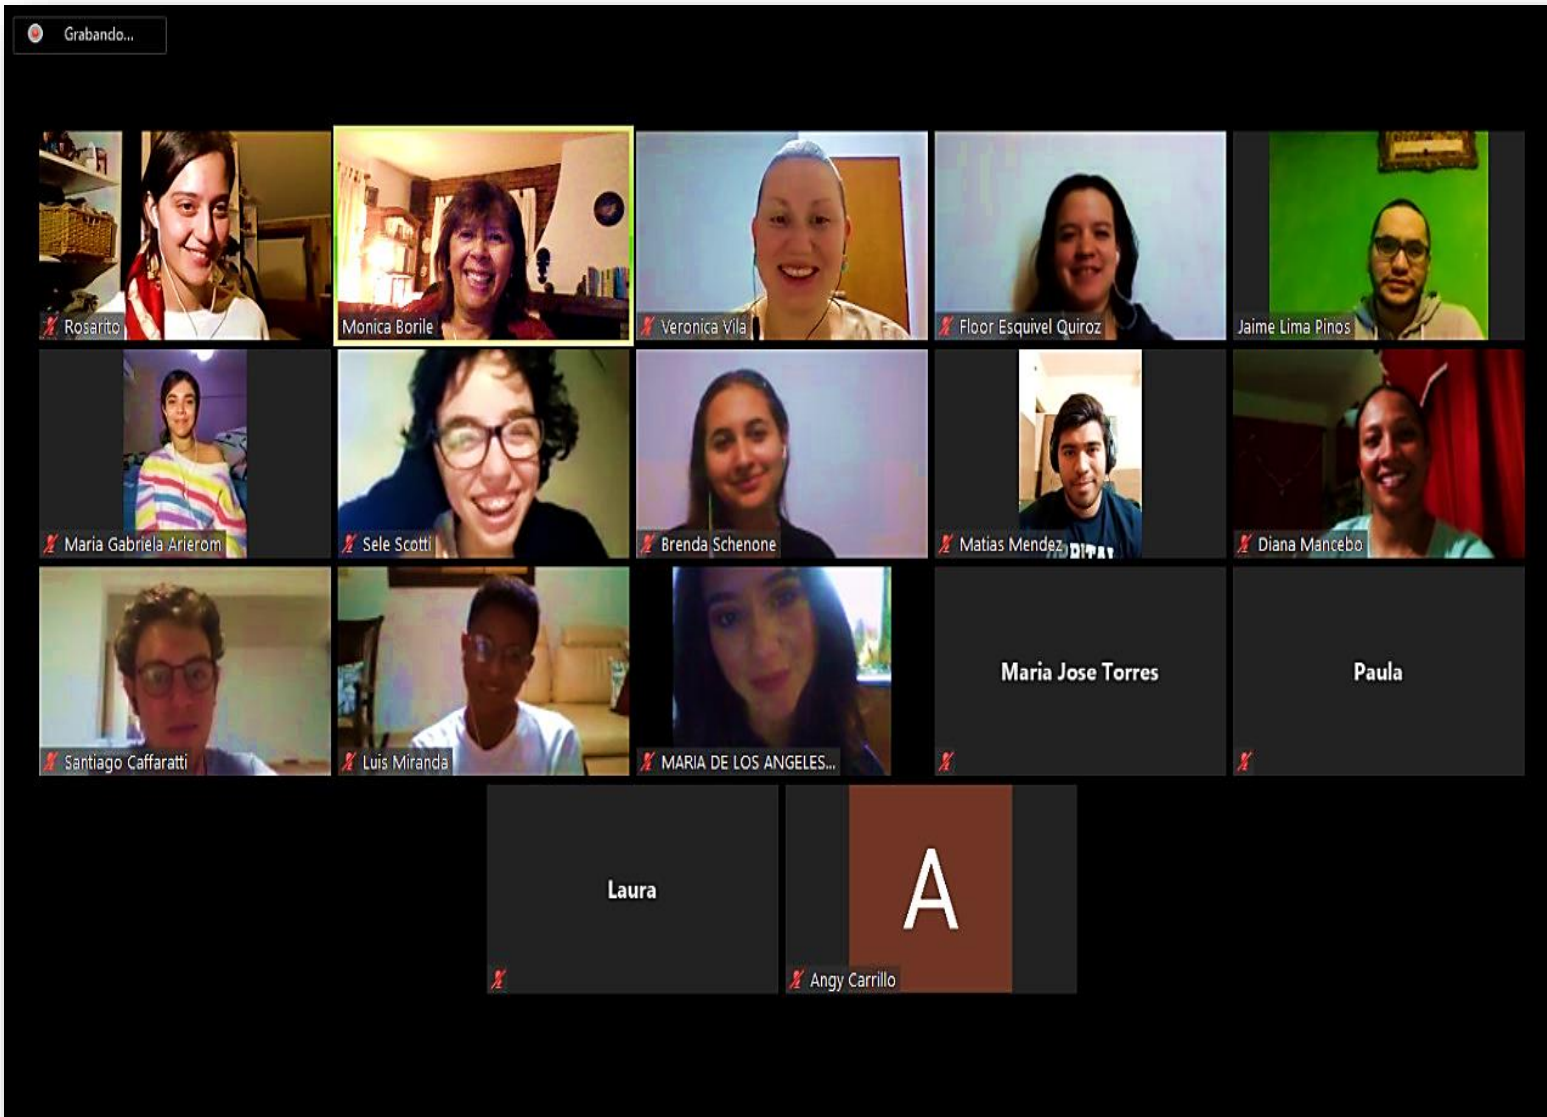 Grabando...
Rosarito
Monica Borile
Veronica Vila
Floor Esquivel Quiroz
Jaime Lima Pinos
Maria Gabriela Arierom
Sele Scotti
Brenda Schenone
Matias Mendez
Diana Mancebo
Santiago Caffaratti
Luis Miranda
MARIA DE LOS ANGELES...
Maria Jose Torres
Paula
Laura
A
Angy Carrillo